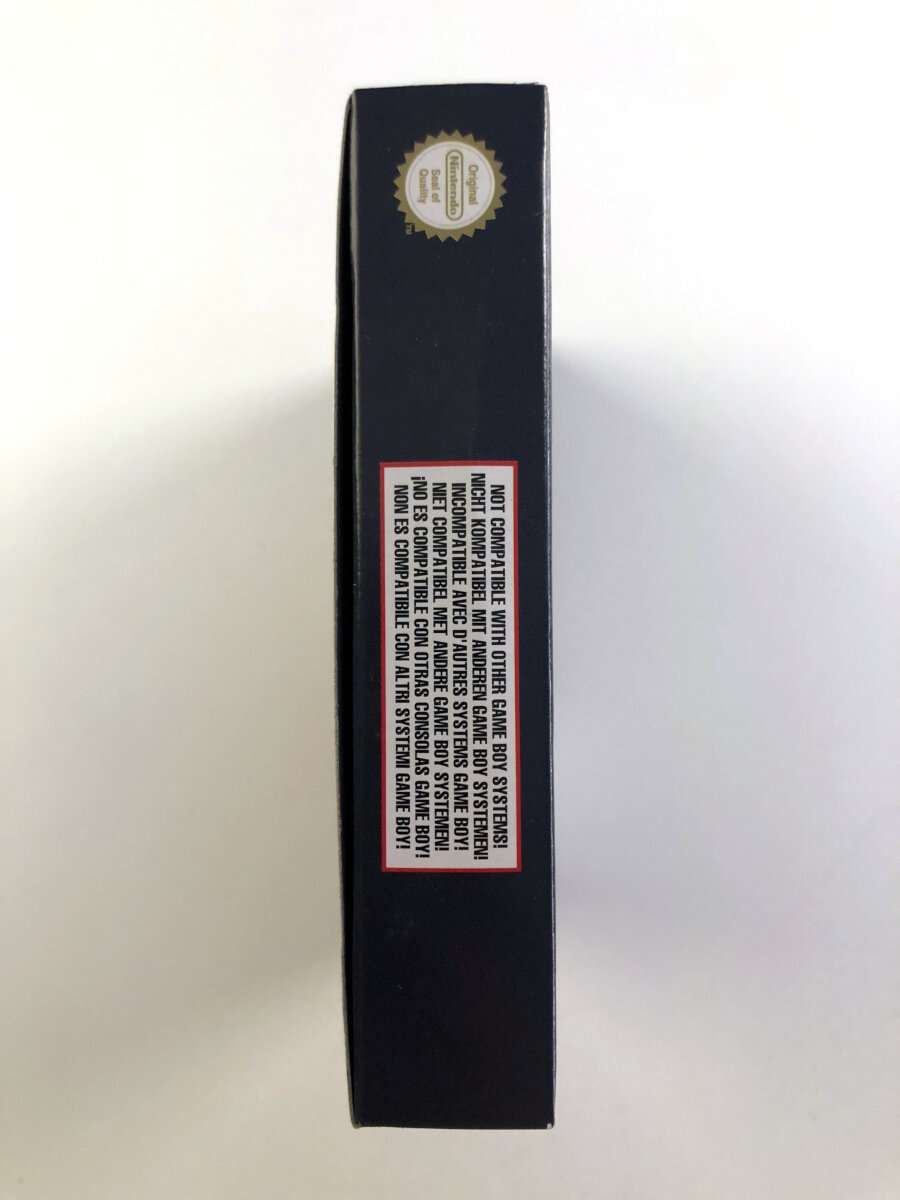 Original
Nintendo
Seal of
Quality
TM
NOT COMPATIBLE WITH OTHER GAME BOY SYSTEMS!
NICHT KOMPATIBEL MIT ANDEREN GAME BOY SYSTEMEN!
INCOMPATIBLE AVEC D'AUTRES SYSTEMS GAME BOY!
NIET COMPATIBEL MET ANDERE GAME BOY SYSTEMEN!
¡NO ES COMPATIBLE CON OTRAS CONSOLAS GAME BOY!
NON ES COMPATIBILE CON ALTRI SYSTEMI GAME BOY!